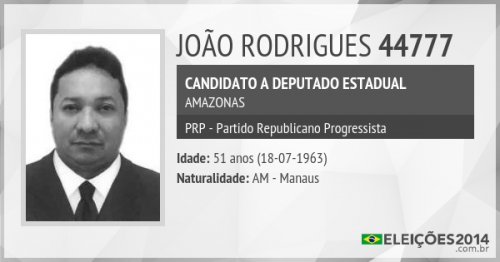 JOÃO RODRIGUES 44777
CANDIDATO A DEPUTADO ESTADUAL
AMAZONAS
PRP - Partido Republicano Progressista
Idade: 51 anos (18-07-1963)
Naturalidade: AM - Manaus
ELEIÇÕES2014
.com.br